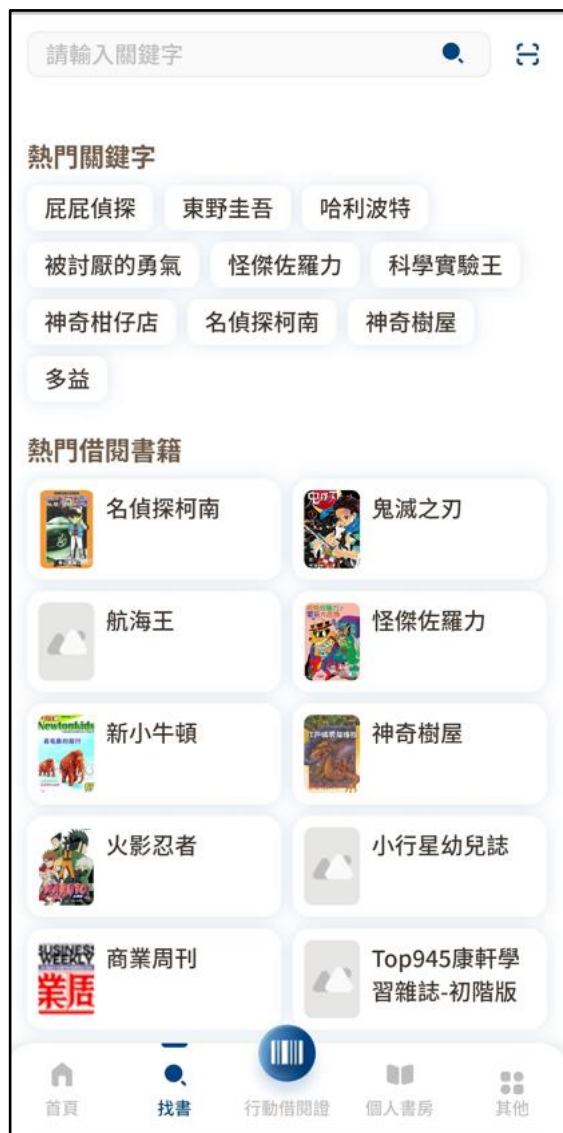 請輸入關鍵字
熱門關鍵字
屁屁偵探 東野圭吾 哈利波特
被討厭的勇氣 怪傑佐羅力 科學實驗王
神奇柑仔店 名偵探柯南 神奇樹屋
多益
熱門借閱書籍
名偵探柯南 鬼滅之刃
航海王 怪傑佐羅力
Newtonkids
新小牛頓 神奇樹屋
火影忍者 小行星幼兒誌
NARUTO
BUSINESS
WEEKLY
商業周刊 Top945康軒學
習雜誌-初階版
首頁 找書 行動借閱證 個人書房 其他